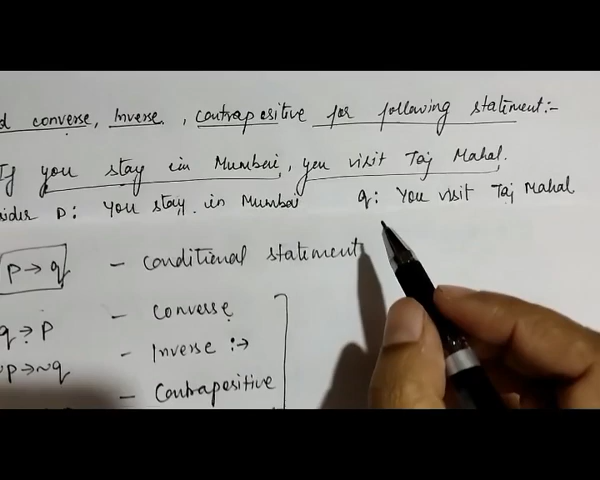 converse, Inverse, Contrapositive for following statement:-
If you stay in Mumbai, you visit Taj Mahal.
p: You stay in Mumbai q: You visit Taj Mahal
p → q - Conditional statement
q → p - Converse
p → ~q - Inverse :→
- Contrapositive